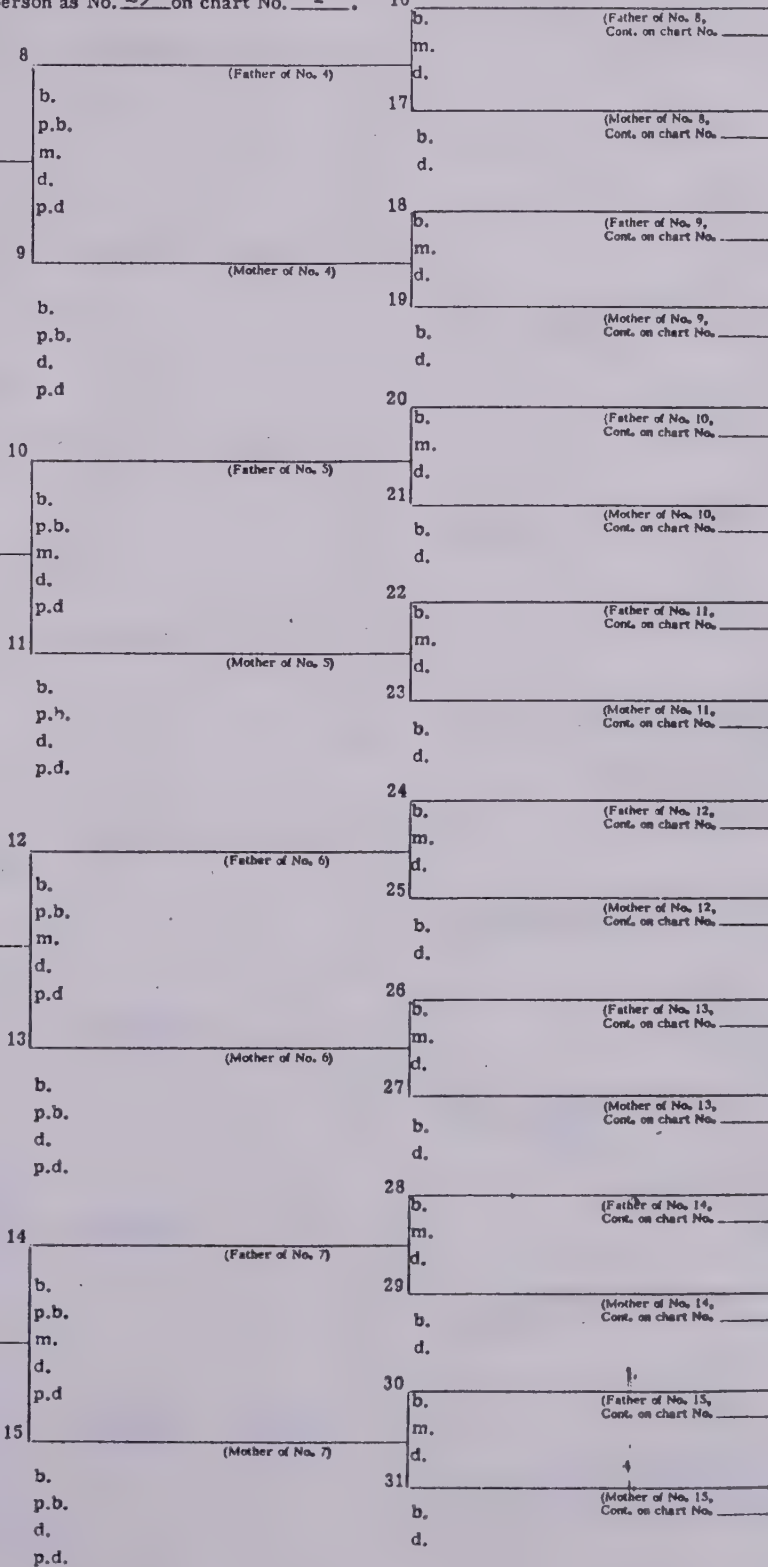 person as No. on chart No. .
8
(Father of No. 4)
b.
p.b.
m.
d.
p.d
9
(Mother of No. 4)
b.
p.b.
d.
p.d
10
(Father of No. 5)
b.
p.b.
m.
d.
p.d
11
(Mother of No. 5)
b.
p.b.
d.
p.d.
12
(Father of No. 6)
b.
p.b.
m.
d.
p.d
13
(Mother of No. 6)
b.
p.b.
d.
p.d.
14
(Father of No. 7)
b.
p.b.
m.
d.
p.d
15
(Mother of No. 7)
b.
p.b.
d.
p.d.
16
b. (Father of No. 8,
Cont. on chart No.
m.
d.
17
(Mother of No. 8,
b. Cont. on chart No.
d.
18
b. (Father of No. 9,
Cont. on chart No.
m.
d.
19
(Mother of No. 9,
b. Cont. on chart No.
d.
20
b. (Father of No. 10,
Cont. on chart No.
m.
d.
21
(Mother of No. 10,
b. Cont. on chart No.
d.
22
b. (Father of No. 11,
Cont. on chart No.
m.
d.
23
(Mother of No. 11,
b. Cont. on chart No.
d.
24
b. (Father of No. 12,
Cont. on chart No.
m.
d.
25
(Mother of No. 12,
b. Cont. on chart No.
d.
26
b. (Father of No. 13,
Cont. on chart No.
m.
d.
27
(Mother of No. 13,
b. Cont. on chart No.
d.
28
b. (Father of No. 14,
Cont. on chart No.
m.
d.
29
(Mother of No. 14,
b. Cont. on chart No.
d.
30
b. (Father of No. 15,
Cont. on chart No.
m.
d.
31
(Mother of No. 15,
b. Cont. on chart No.
d.